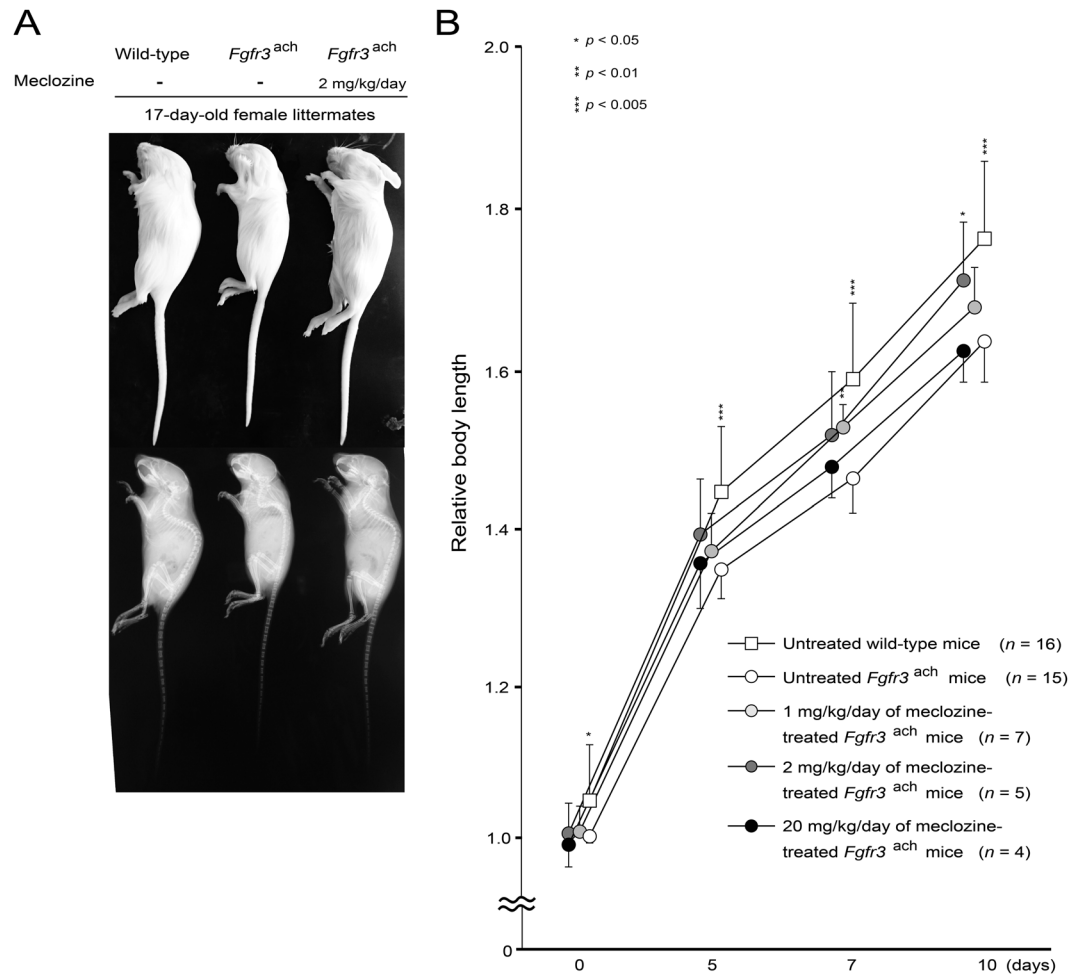 A
Wild-type Fgfr3 ach Fgfr3 ach
Meclozine - - 2 mg/kg/day
17-day-old female littermates
B
* p < 0.05
** p < 0.01
*** p < 0.005
2.0
1.8
1.6
1.4
1.2
1.0
0
Relative body length
*
***
***
**
*
***
Untreated wild-type mice (n = 16)
Untreated Fgfr3 ach mice (n = 15)
1 mg/kg/day of meclozine-
treated Fgfr3 ach mice (n = 7)
2 mg/kg/day of meclozine-
treated Fgfr3 ach mice (n = 5)
20 mg/kg/day of meclozine-
treated Fgfr3 ach mice (n = 4)
0 5 7 10 (days)